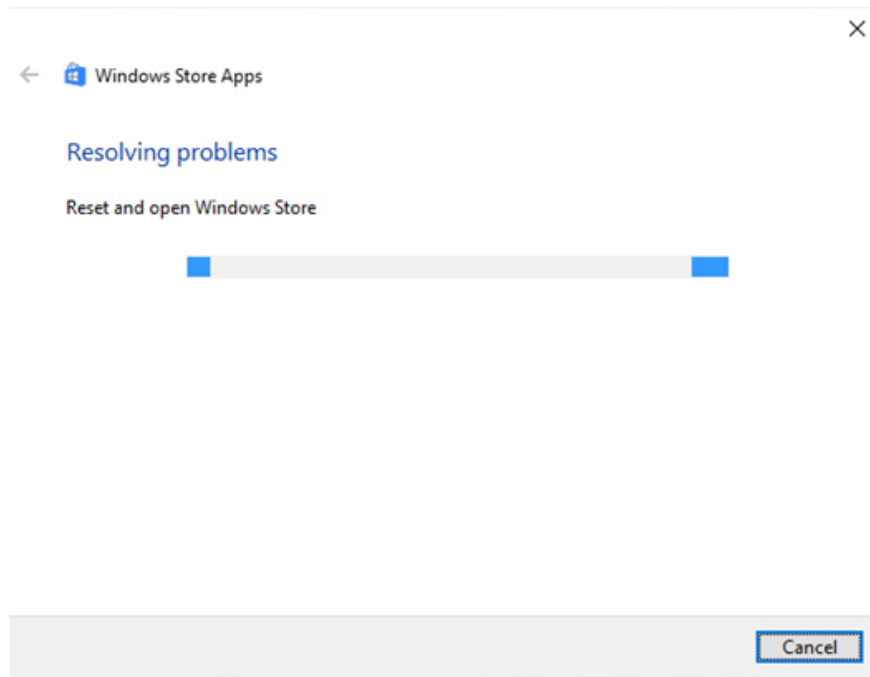 Windows Store Apps
Resolving problems
Reset and open Windows Store
Cancel